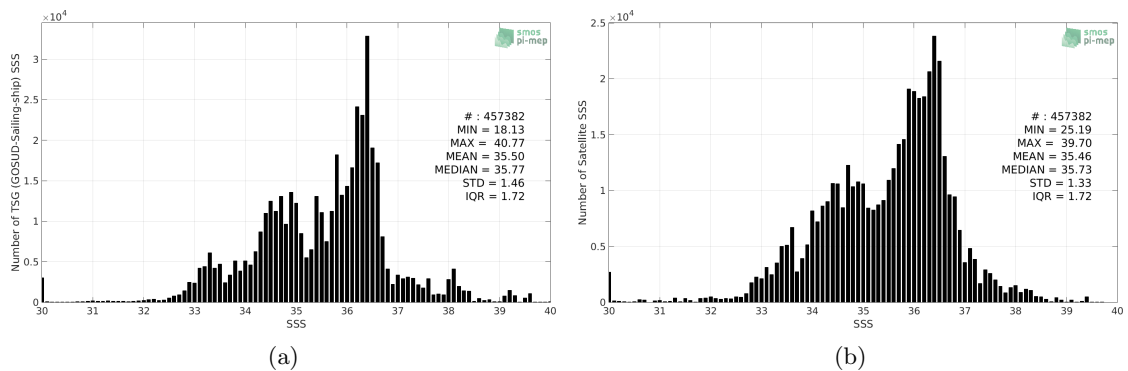 ×10⁴
smos
pi-mep
Number of TSG (GOSUD-Sailing-ship) SSS
3
2.5
2
1.5
1
0.5
0
# : 457382
MIN = 18.13
MAX = 40.77
MEAN = 35.50
MEDIAN = 35.77
STD = 1.46
IQR = 1.72
30 31 32 33 34 35 36 37 38 39 40
SSS
(a)
×10⁴
smos
pi-mep
Number of Satellite SSS
2.5
2
1.5
1
0.5
0
# : 457382
MIN = 25.19
MAX = 39.70
MEAN = 35.46
MEDIAN = 35.73
STD = 1.33
IQR = 1.72
30 31 32 33 34 35 36 37 38 39 40
SSS
(b)